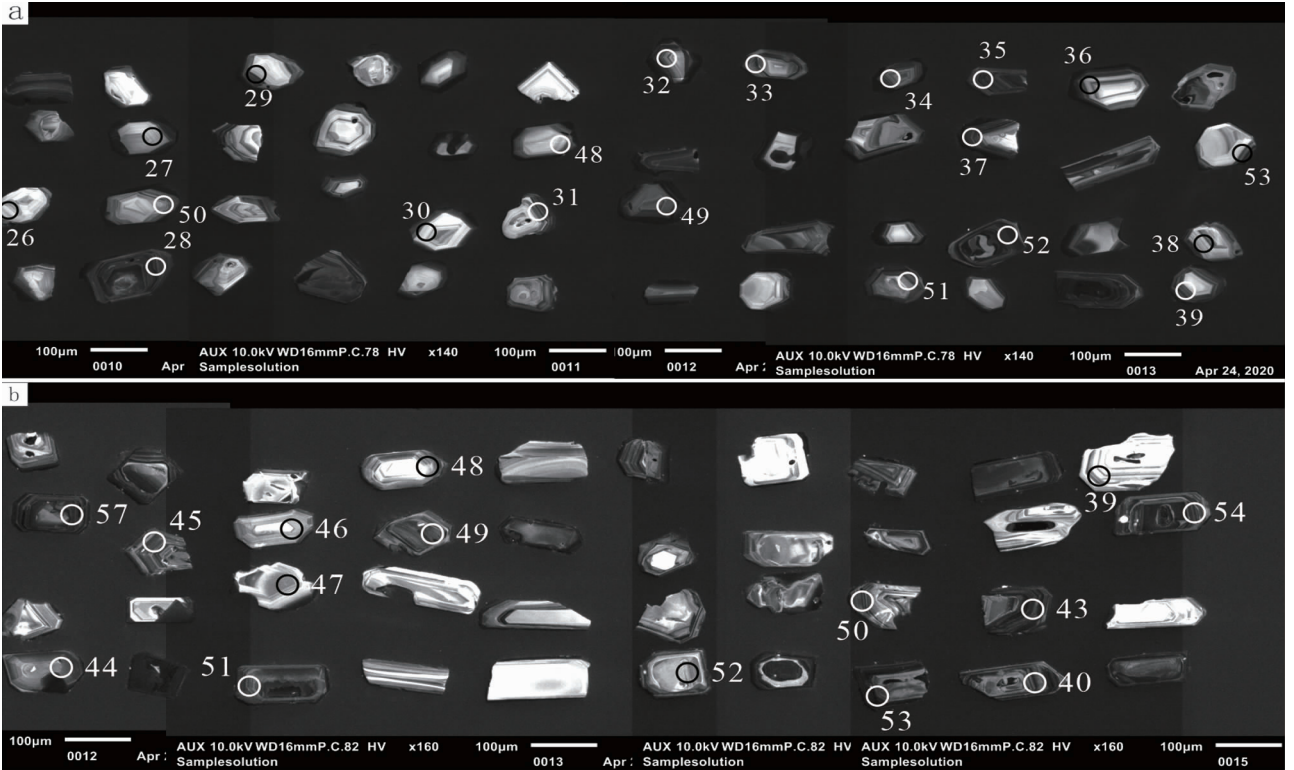 a
29
27
26
50
28
30
48
31
32
33
49
34
35
36
37
53
52
38
51
39
100μm
0010 Apr
AUX 10.0kV WD16mmP.C.78 HV x140 100μm
Samplesolution 0011
00μm
0012 Apr 2
AUX 10.0kV WD16mmP.C.78 HV x140 100μm
Samplesolution 0013 Apr 24, 2020
b
57
45
44
48
46
49
47
51
52
39
54
50
43
53
40
100μm
0012 Apr
AUX 10.0kV WD16mmP.C.82 HV x160 100μm
Samplesolution 0013 Apr
AUX 10.0kV WD16mmP.C.82 HV
Samplesolution
AUX 10.0kV WD16mmP.C.82 HV x160 100μm
Samplesolution 0015